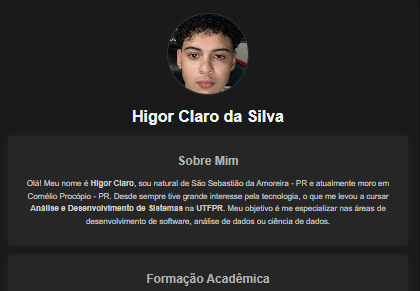 Higor Claro da Silva
Sobre Mim
Olá! Meu nome é Higor Claro, sou natural de São Sebastião da Amoreira - PR e atualmente moro em
Cornélio Procópio - PR. Desde sempre tive grande interesse pela tecnologia, o que me levou a cursar
Análise e Desenvolvimento de Sistemas na UTFPR. Meu objetivo é me especializar nas áreas de
desenvolvimento de software, análise de dados ou ciência de dados.
Formação Acadêmica